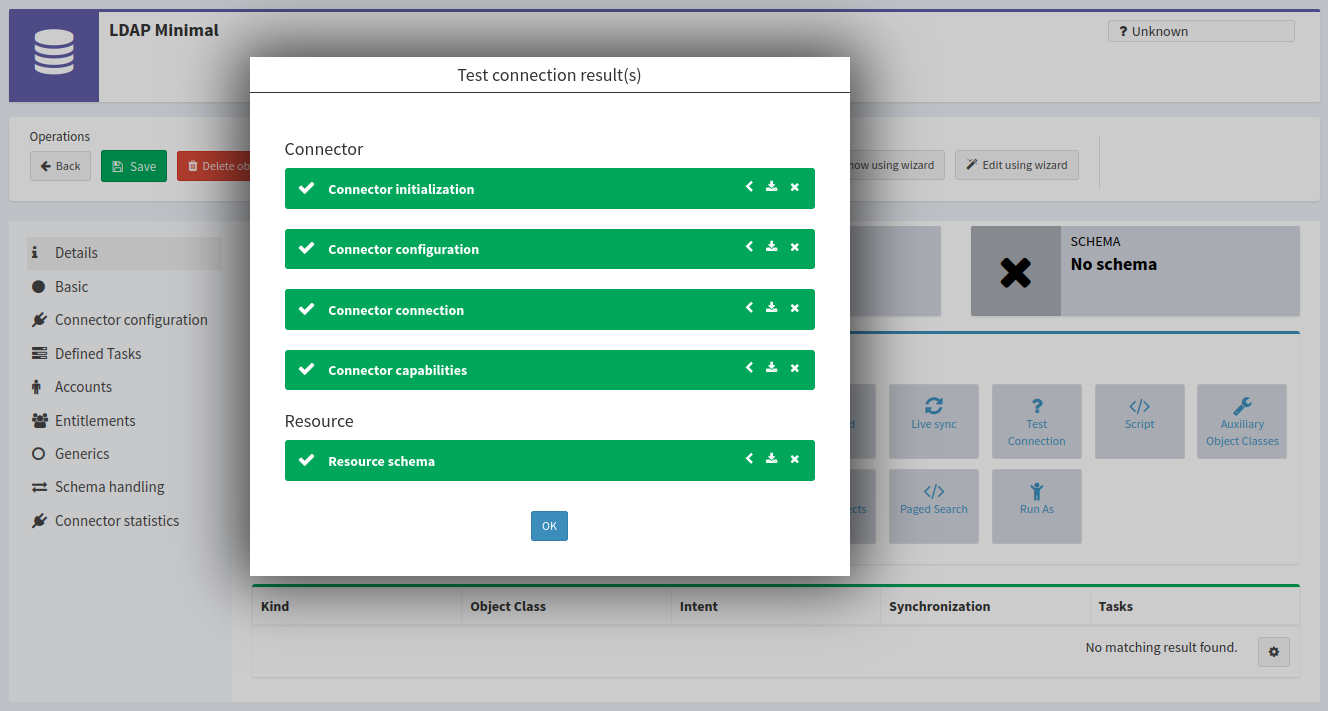 LDAP Minimal
? Unknown
Test connection result(s)
Operations
Back
Save
Delete ob
now using wizard
Edit using wizard
Connector
Connector initialization
Connector configuration
Connector connection
Connector capabilities
Resource
Resource schema
OK
Details
Basic
Connector configuration
Defined Tasks
Accounts
Entitlements
Generics
Schema handling
Connector statistics
SCHEMA
No schema
d
Live sync
Test
Connection
Script
Auxiliary
Object Classes
ects
Paged Search
Run As
Kind Object Class Intent Synchronization Tasks
No matching result found.